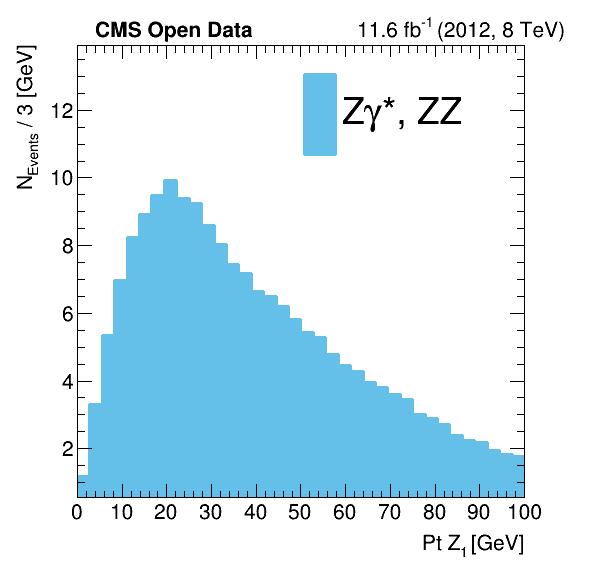 CMS Open Data 11.6 fb⁻¹ (2012, 8 TeV)
N_Events / 3 [GeV]
Zγ*, ZZ
12
10
8
6
4
2
0 10 20 30 40 50 60 70 80 90 100
Pt Z₁ [GeV]